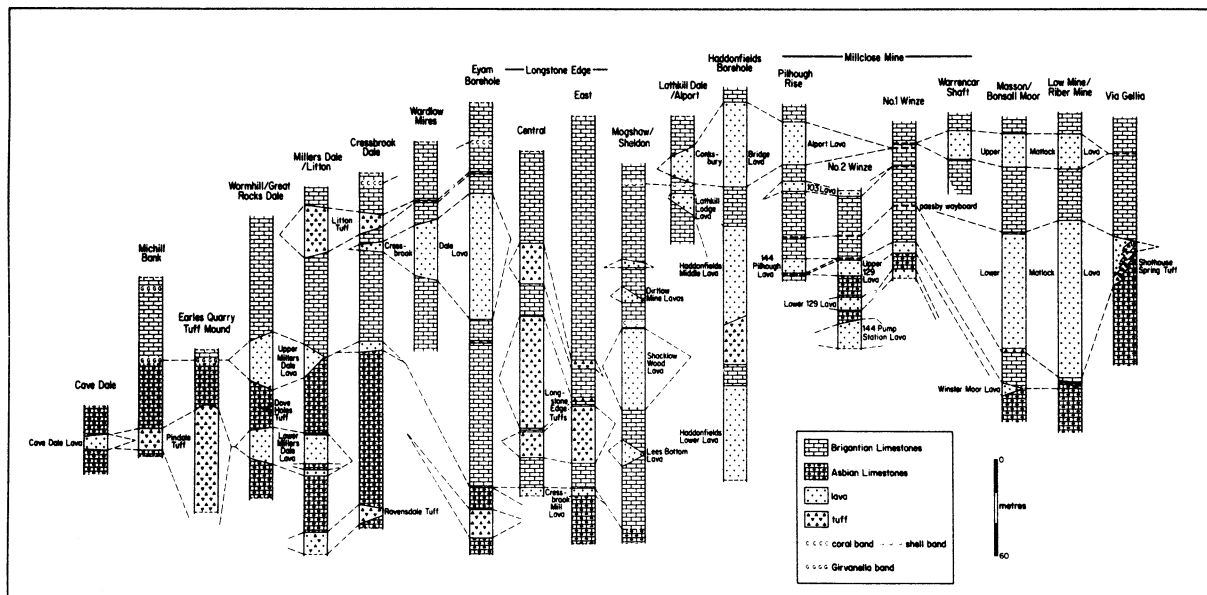 Cave Dale
Cave Dale Lava
Michill
Bank
Pindale Tuff
Earles Quarry
Tuff Mound
Wormhill/Great
Rocks Dale
Upper
Millers
Dale
Lava
Dove
Holes
Tuff
Lower
Millers
Dale
Lava
Millers Dale
/Litton
Litton
Tuff
Cressbrook
Dale
Cressbrook
Ravensdale Tuff
Wardlow
Mires
Dale
Lava
Eyam
Borehole
Longstone Edge
Central
Long-
stone
Edge
Tuffs
Cress-
brook
Mill
Lava
East
Mogshaw/
Sheldon
Dirtlow
Mine Lavas
Shacklow
Wood Lava
Lees Bottom
Lava
Lathkill Dale
/Alport
Conks-
bury
Lathkill
Lodge
Lava
Haddonfields
Borehole
Bridge
Lava
Haddonfields
Middle Lava
Haddonfields
Lower Lava
Millclose Mine
Pilhough
Rise
Alport Lava
103 Lava
144
Pilhough
Lava
No.2 Winze
Upper
129
Lava
Lower 129 Lava
144 Pump
Station Lava
No.1 Winze
passby wayboard
Warrencar
Shaft
Masson/
Bonsall Moor
Upper
Matlock
Lava
Lower
Matlock
Lava
Winster Moor Lava
Low Mine/
Riber Mine
Via Gellia
Shothouse
Spring Tuff
Brigantian Limestones
Asbian Limestones
lava
tuff
coral band
shell band
Girvanella band
0
metres
60